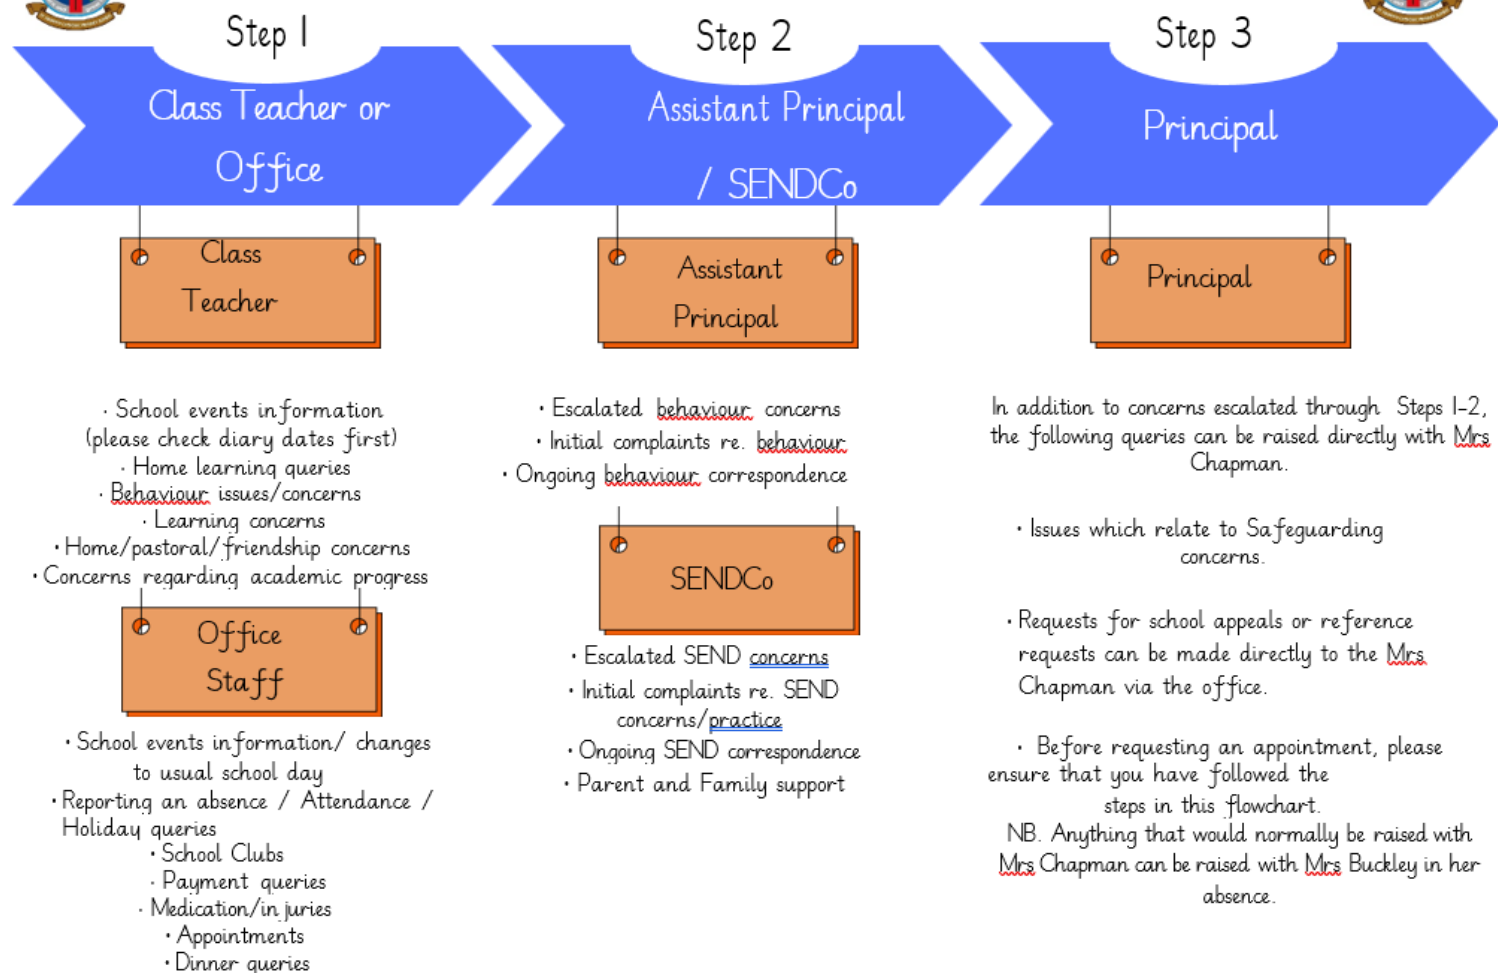 Step 1
Class Teacher or
Office
Class
Teacher
· School events information
(please check diary dates first)
· Home learning queries
· Behaviour issues/concerns
· Learning concerns
· Home/pastoral/friendship concerns
· Concerns regarding academic progress
Office
Staff
· School events information/ changes
to usual school day
· Reporting an absence / Attendance /
Holiday queries
· School Clubs
· Payment queries
· Medication/injuries
· Appointments
· Dinner queries
Step 2
Assistant Principal
/ SENDCo
Assistant
Principal
· Escalated behaviour concerns
· Initial complaints re. behaviour
· Ongoing behaviour correspondence
SENDCo
· Escalated SEND concerns
· Initial complaints re. SEND
concerns/practice
· Ongoing SEND correspondence
· Parent and Family support
Step 3
Principal
Principal
In addition to concerns escalated through Steps 1-2,
the following queries can be raised directly with Mrs
Chapman.
· Issues which relate to Safeguarding
concerns.
· Requests for school appeals or reference
requests can be made directly to the Mrs
Chapman via the office.
· Before requesting an appointment, please
ensure that you have followed the
steps in this flowchart.
NB. Anything that would normally be raised with
Mrs Chapman can be raised with Mrs Buckley in her
absence.